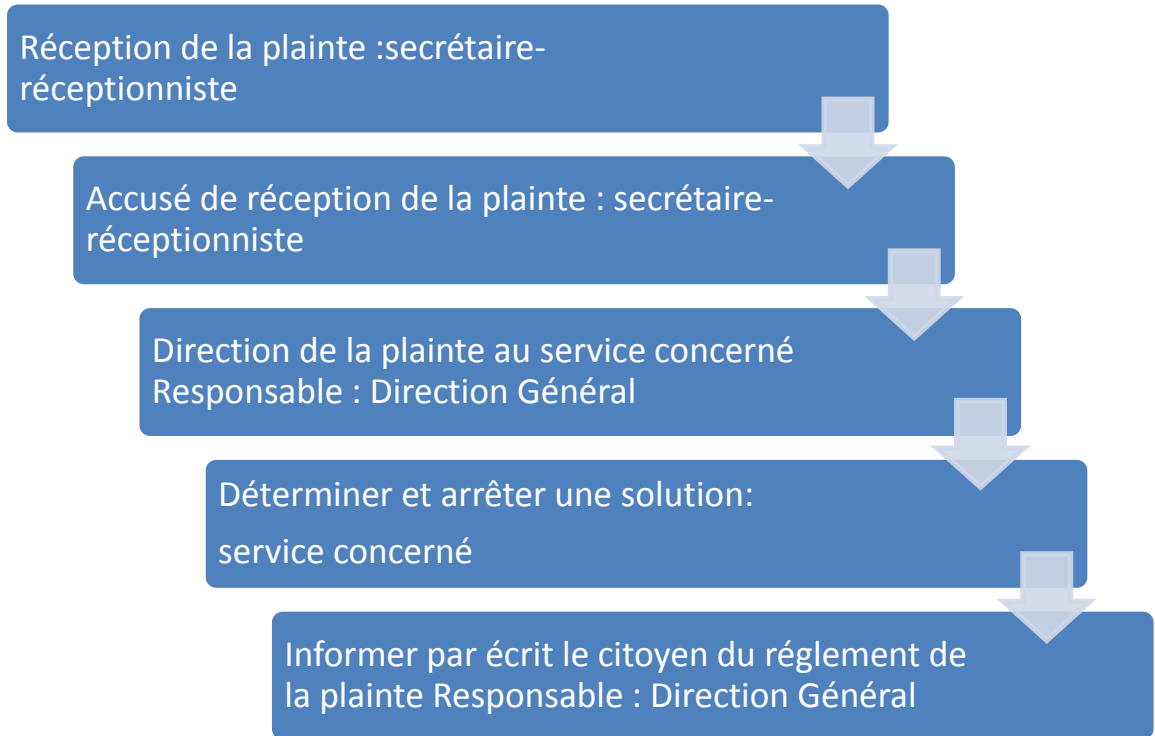 Réception de la plainte :secrétaire-
réceptionniste
Accusé de réception de la plainte : secrétaire-
réceptionniste
Direction de la plainte au service concerné
Responsable : Direction Général
Déterminer et arrêter une solution:
service concerné
Informer par écrit le citoyen du réglement de
la plainte Responsable : Direction Général